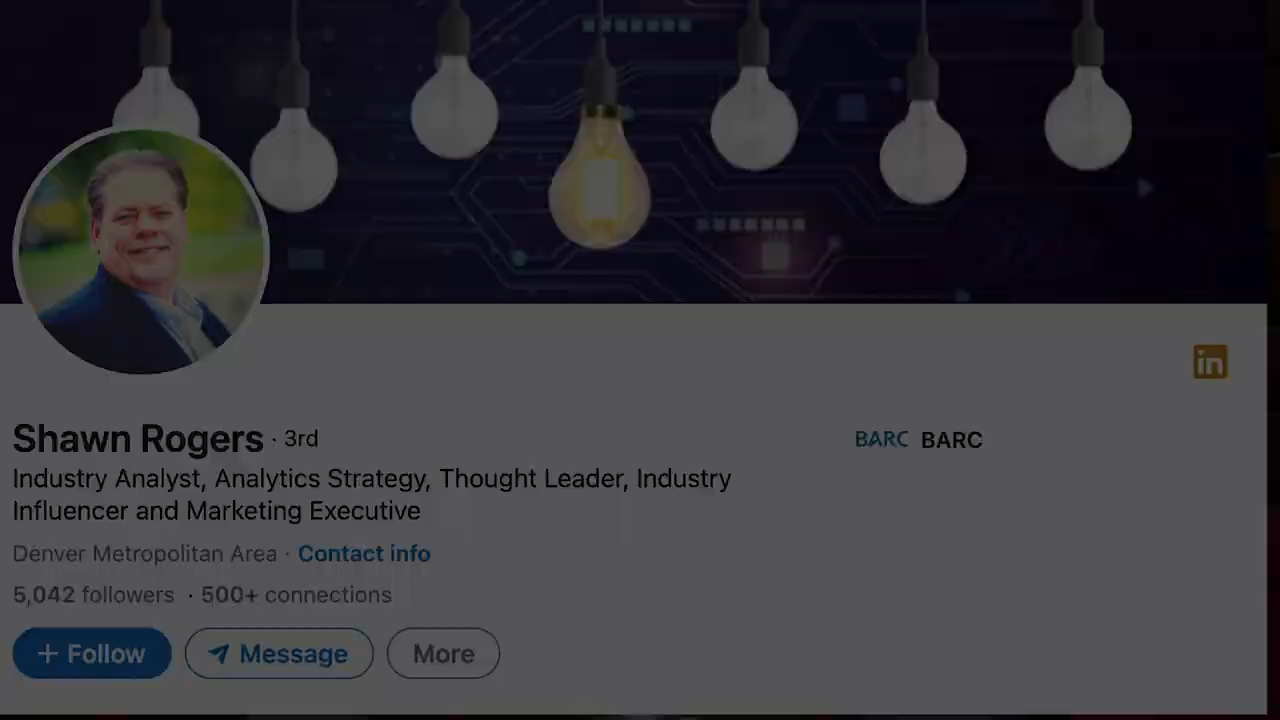 in
Shawn Rogers · 3rd
BARC BARC
Industry Analyst, Analytics Strategy, Thought Leader, Industry
Influencer and Marketing Executive
Denver Metropolitan Area · Contact info
5,042 followers · 500+ connections
+ Follow
Message
More